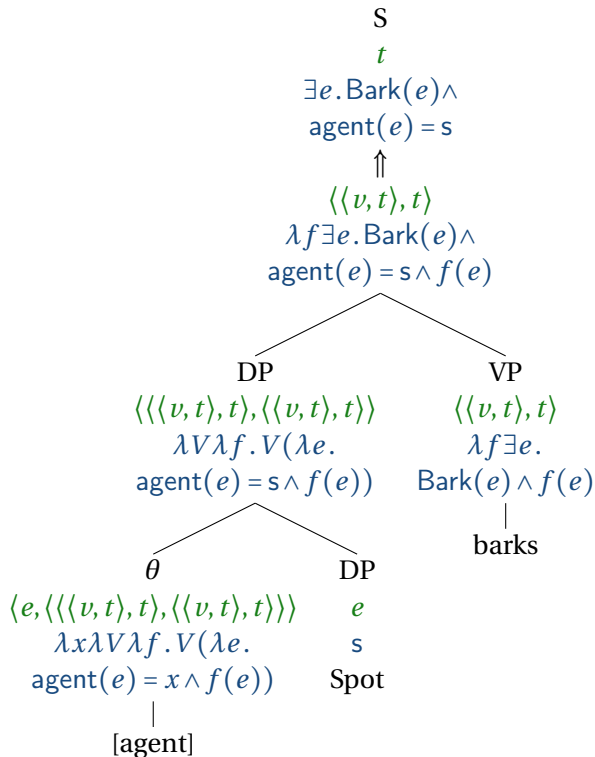 S
t
∃e.Bark(e)∧
agent(e) = s
⇑
⟨⟨v, t⟩, t⟩
λf∃e.Bark(e)∧
agent(e) = s ∧ f(e)
DP VP
⟨⟨⟨v, t⟩, t⟩, ⟨⟨v, t⟩, t⟩⟩ ⟨⟨v, t⟩, t⟩
λVλf.V(λe. λf∃e.
agent(e) = s ∧ f(e)) Bark(e) ∧ f(e)
barks
θ DP
⟨e, ⟨⟨⟨v, t⟩, t⟩, ⟨⟨v, t⟩, t⟩⟩⟩ e
λxλVλf.V(λe. s
agent(e) = x ∧ f(e)) Spot
[agent]